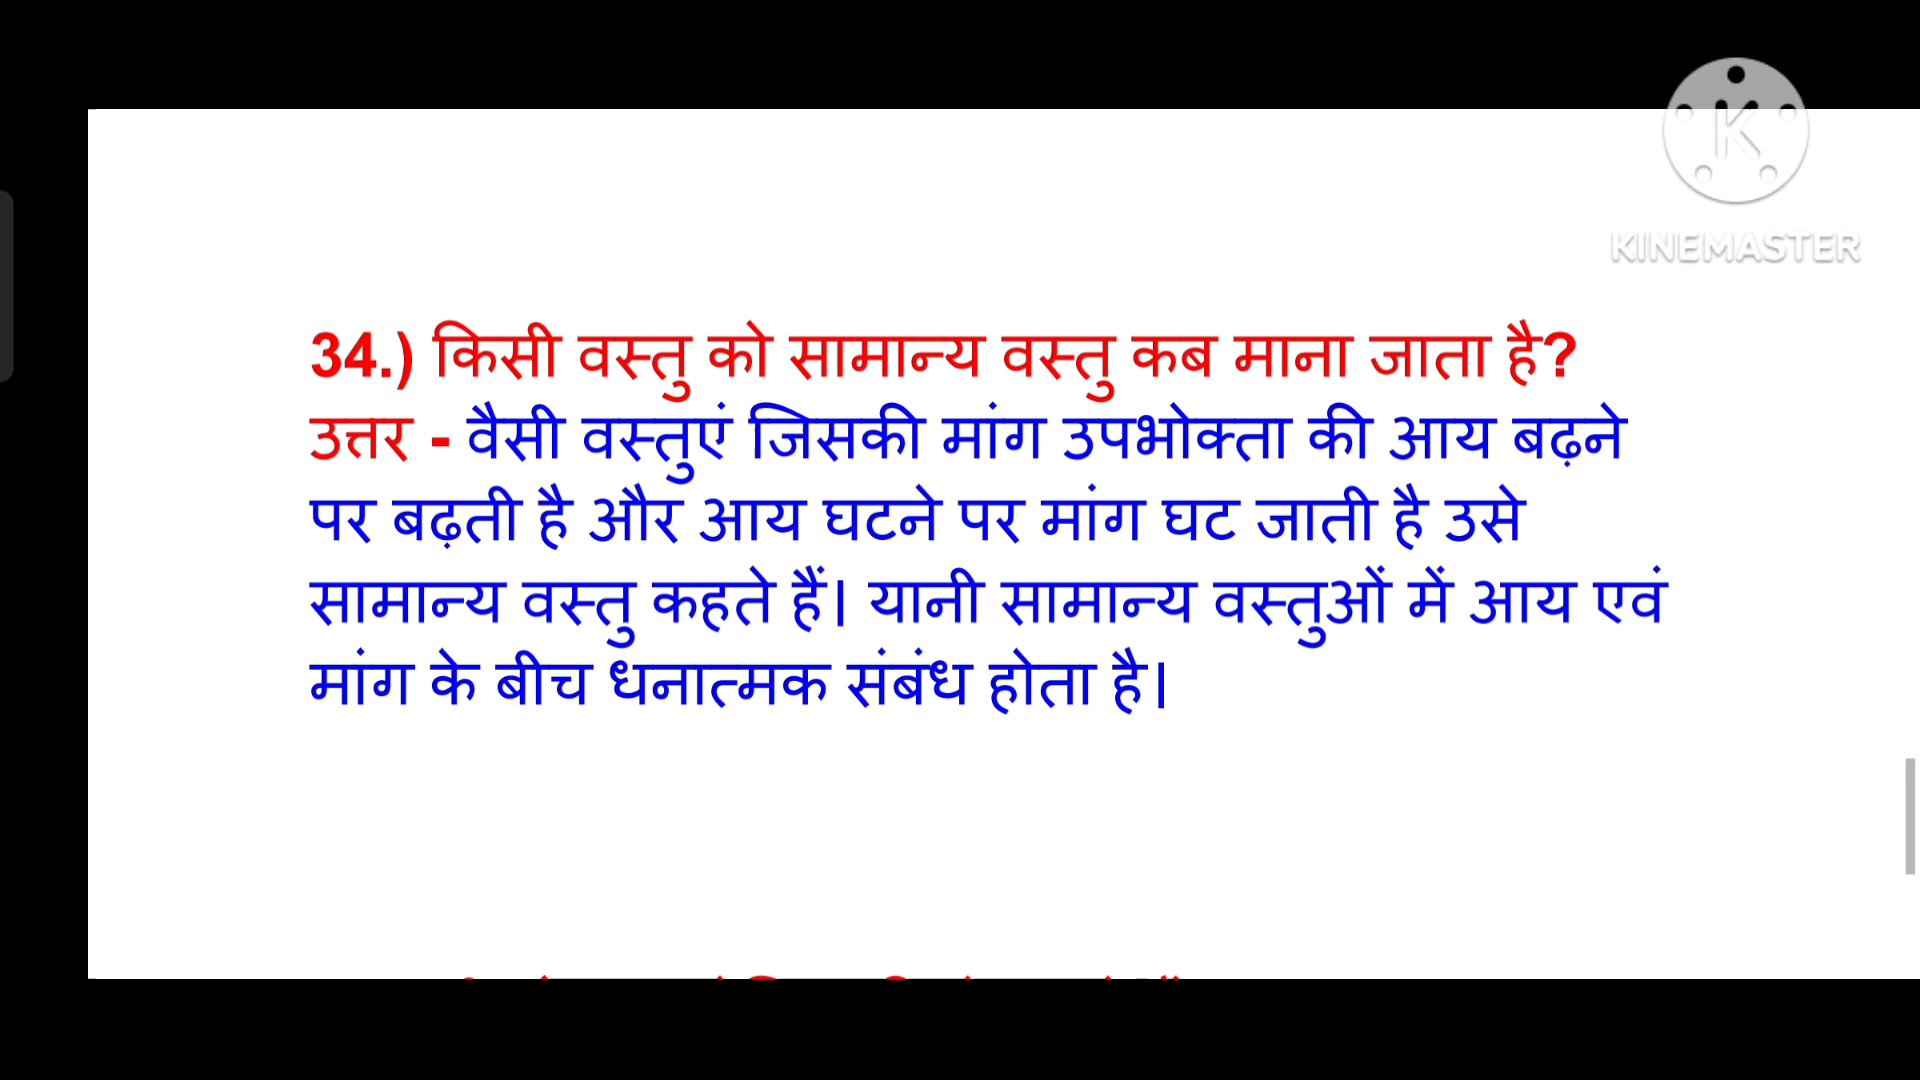 KINEMASTER
34.) किसी वस्तु को सामान्य वस्तु कब माना जाता है?
उत्तर - वैसी वस्तुएं जिसकी मांग उपभोक्ता की आय बढ़ने
पर बढ़ती है और आय घटने पर मांग घट जाती है उसे
सामान्य वस्तु कहते हैं। यानी सामान्य वस्तुओं में आय एवं
मांग के बीच धनात्मक संबंध होता है।